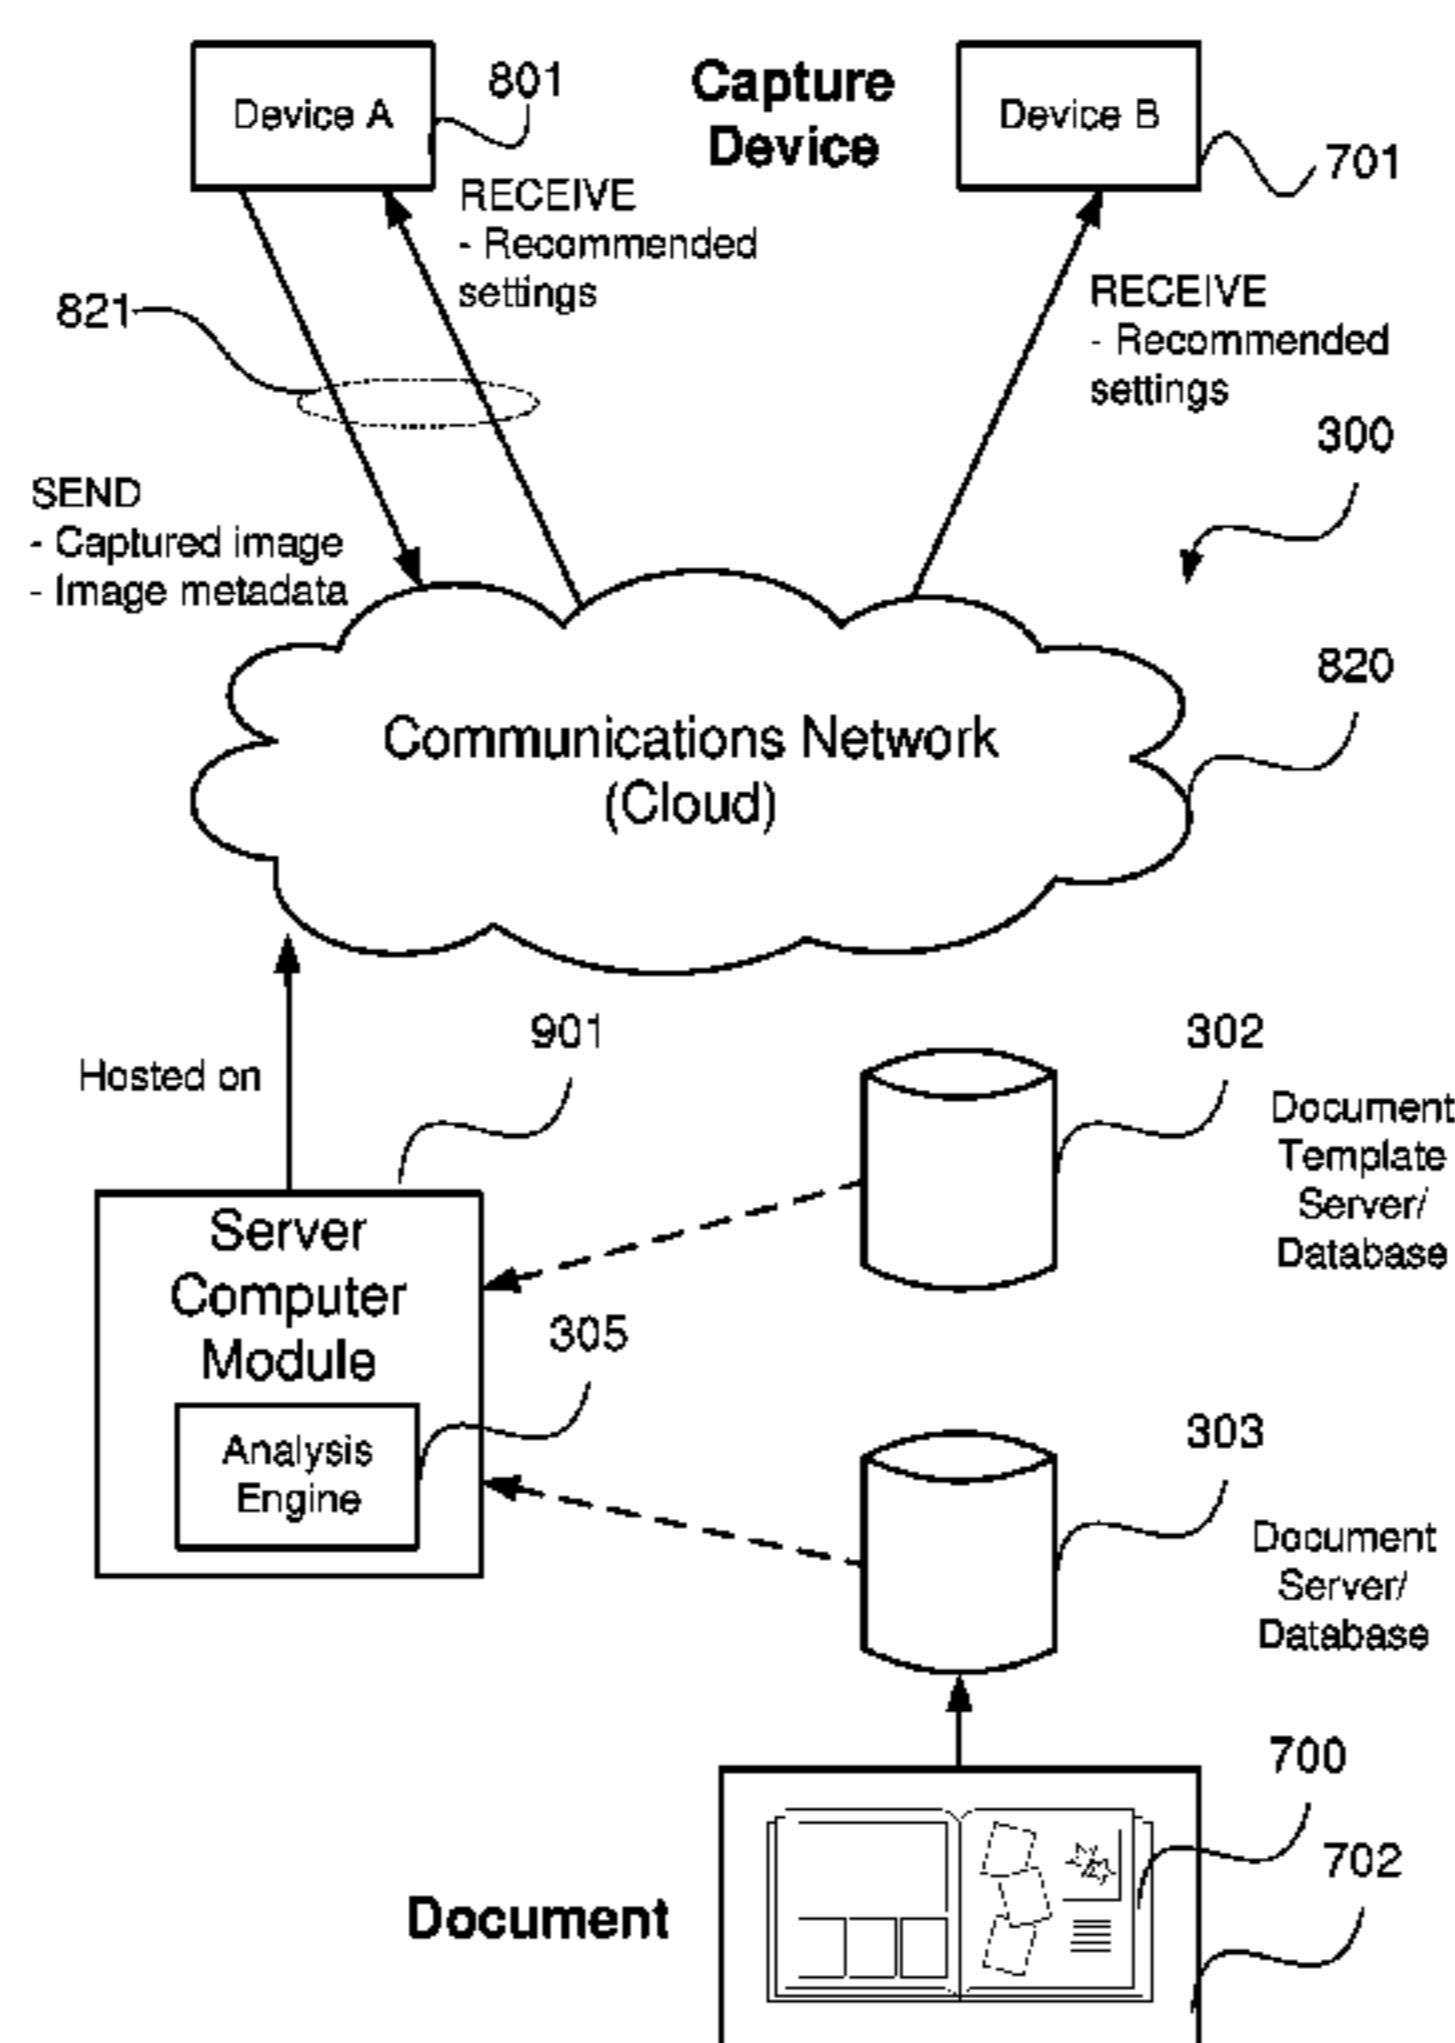 Device A
801
Capture
Device
Device B
701
RECEIVE
- Recommended
settings
821
RECEIVE
- Recommended
settings
300
SEND
- Captured image
- Image metadata
820
Communications Network
(Cloud)
Hosted on
901
302
Document
Template
Server/
Database
Server
Computer
Module
305
Analysis
Engine
303
Document
Server/
Database
700
702
Document